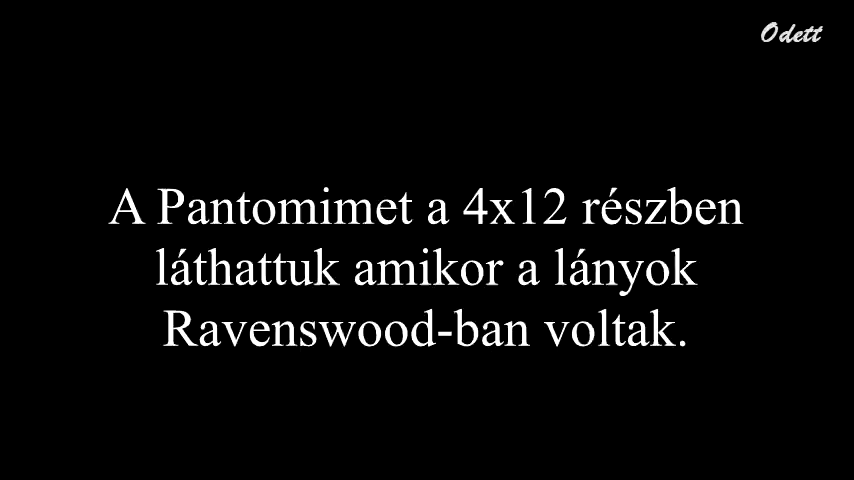 Odett
A Pantomimet a 4x12 részben
láthattuk amikor a lányok
Ravenswood-ban voltak.